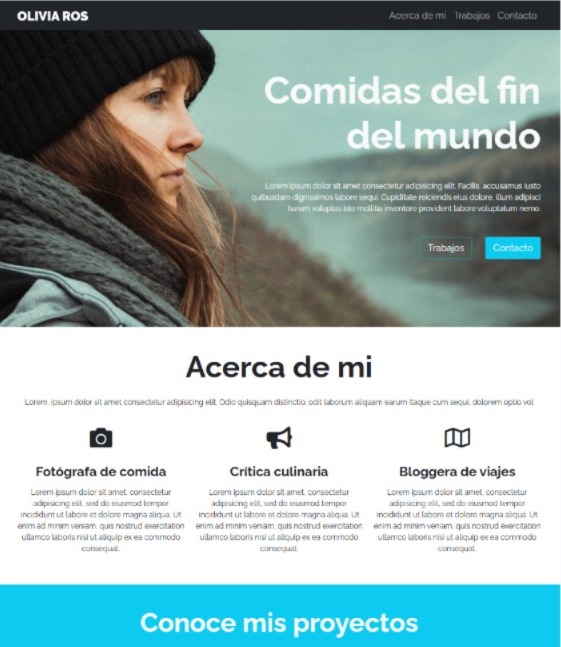 OLIVIA ROS
Acerca de mi Trabajos Contacto
Comidas del fin
del mundo
Lorem ipsum dolor sit amet consectetur adipisicing elit. Facilis, accusamus iusto
quibusdam dignissimos labore sequi. Cupiditate reiciendis eius dolore, illum adipisci
harum voluptas iste mollitia inventore provident labore voluptatum nemo.
Trabajos Contacto
Acerca de mi
Lorem, ipsum dolor sit amet consectetur adipisicing elit. Odio quisquam distinctio, odit laborum aliquam earum itaque cum sequi, dolorem optio vol
Fotógrafa de comida
Lorem ipsum dolor sit amet, consectetur
adipiscing elit, sed do eiusmod tempor
incididunt ut labore et dolore magna aliqua. Ut
enim ad minim veniam, quis nostrud exercitation
ullamco laboris nisi ut aliquip ex ea commodo
consequat.
Crítica culinaria
Lorem ipsum dolor sit amet, consectetur
adipiscing elit, sed do eiusmod tempor
incididunt ut labore et dolore magna aliqua. Ut
enim ad minim veniam, quis nostrud exercitation
ullamco laboris nisi ut aliquip ex ea commodo
consequat.
Bloggera de viajes
Lorem ipsum dolor sit amet, consectetur
adipiscing elit, sed do eiusmod tempor
incididunt ut labore et dolore magna aliqua. Ut
enim ad minim veniam, quis nostrud exercitation
ullamco laboris nisi ut aliquip ex ea commodo
consequat.
Conoce mis proyectos